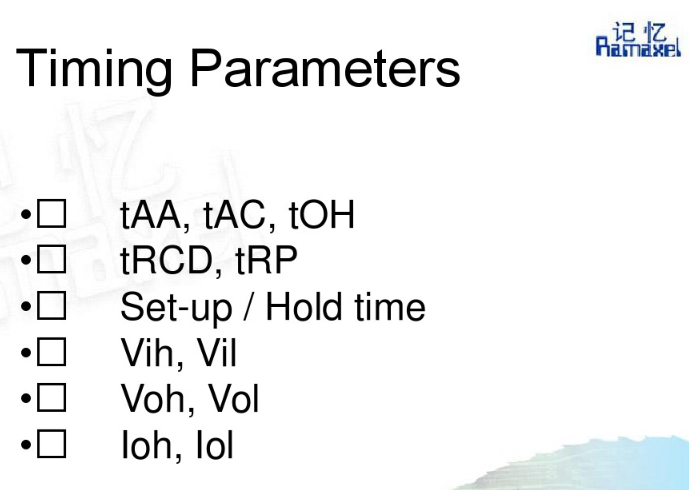 记忆
Ramaxel
Timing Parameters
•□ tAA, tAC, tOH
•□ tRCD, tRP
•□ Set-up / Hold time
•□ Vih, Vil
•□ Voh, Vol
•□ Ioh, Iol